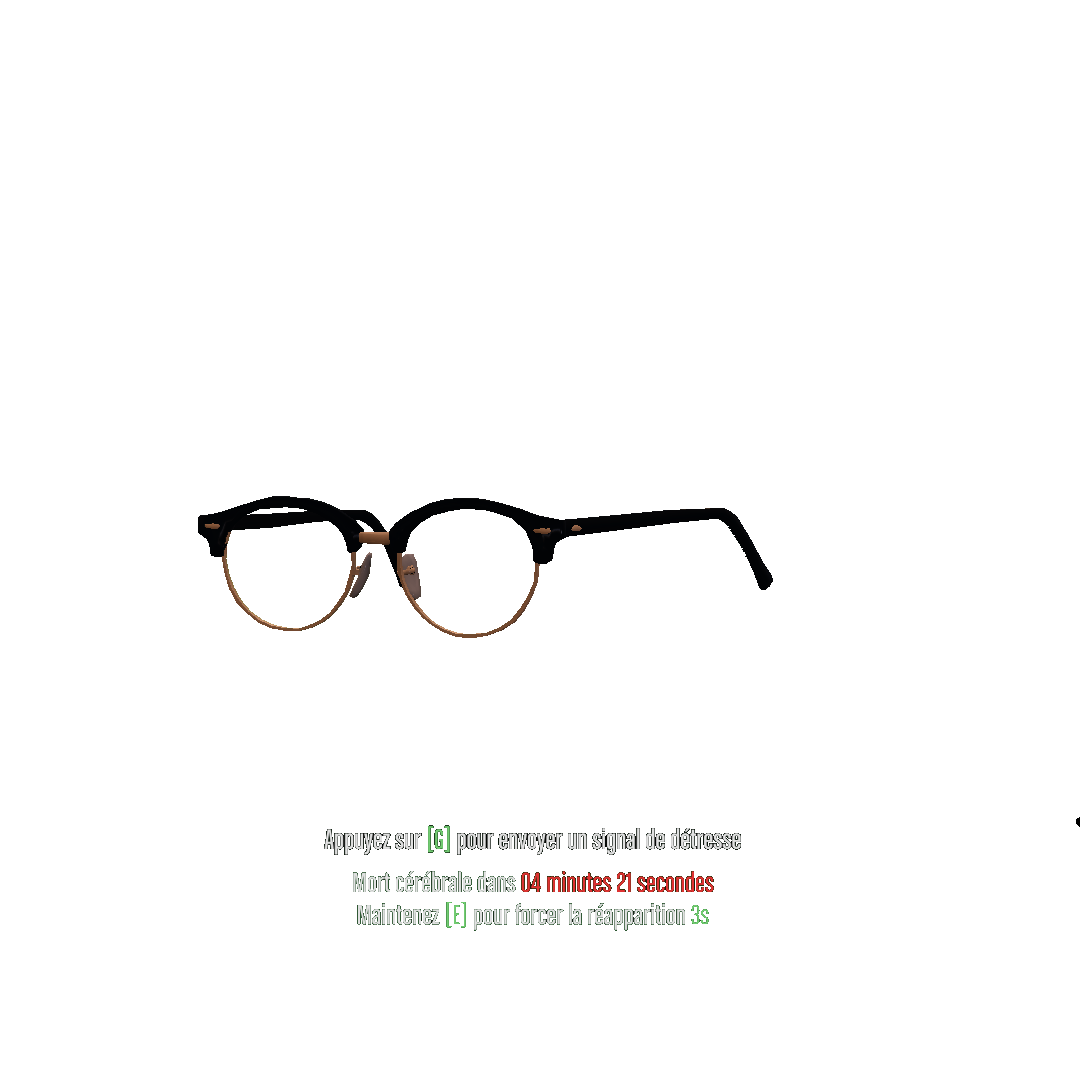 Appuyez sur [G] pour envoyer un signal de détresse
Mort cérébrale dans 04 minutes 21 secondes
Maintenez [E] pour forcer la réapparition 3s